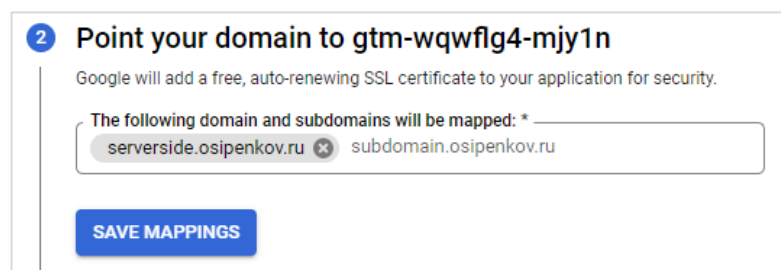 2 Point your domain to gtm-wqwflg4-mjy1n
Google will add a free, auto-renewing SSL certificate to your application for security.
The following domain and subdomains will be mapped: *
serverside.osipenkov.ru subdomain.osipenkov.ru
SAVE MAPPINGS